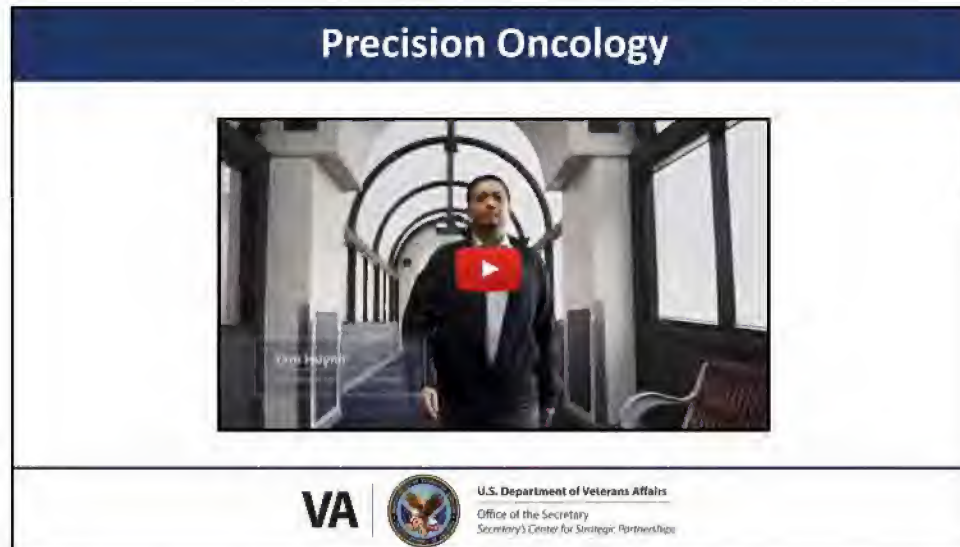 Precision Oncology
VA
U.S. Department of Veterans Affairs
Office of the Secretary
Secretary's Center for Strategic Partnerships